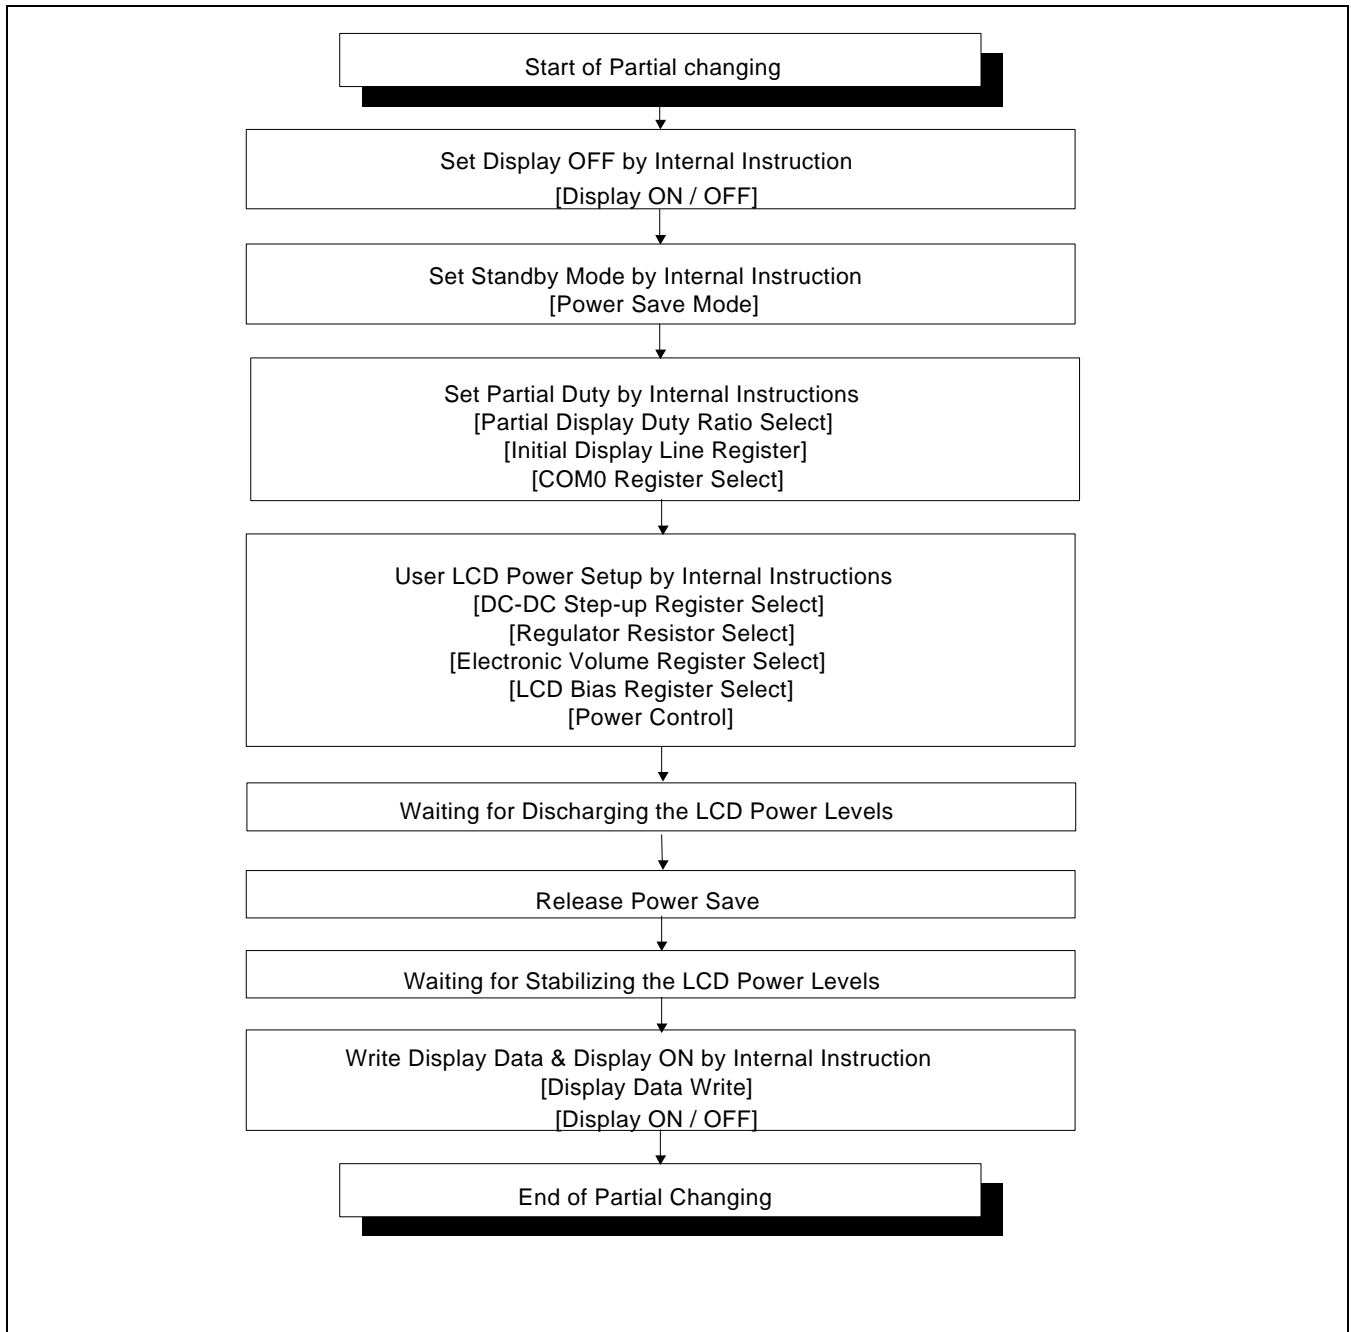 Start of Partial changing
Set Display OFF by Internal Instruction
[Display ON / OFF]
Set Standby Mode by Internal Instruction
[Power Save Mode]
Set Partial Duty by Internal Instructions
[Partial Display Duty Ratio Select]
[Initial Display Line Register]
[COM0 Register Select]
User LCD Power Setup by Internal Instructions
[DC-DC Step-up Register Select]
[Regulator Resistor Select]
[Electronic Volume Register Select]
[LCD Bias Register Select]
[Power Control]
Waiting for Discharging the LCD Power Levels
Release Power Save
Waiting for Stabilizing the LCD Power Levels
Write Display Data & Display ON by Internal Instruction
[Display Data Write]
[Display ON / OFF]
End of Partial Changing